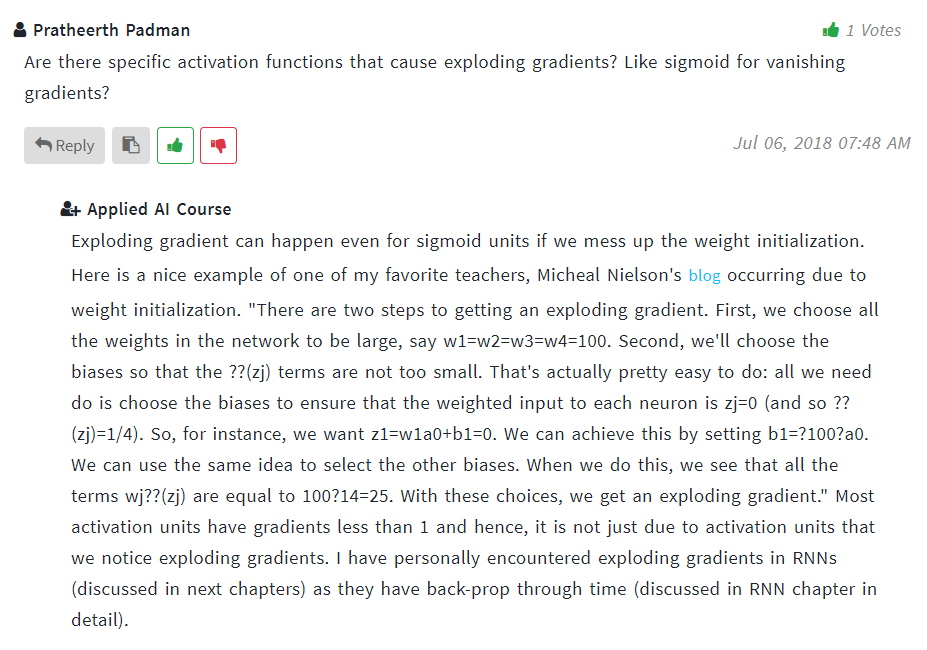 Pratheerth Padman
1 Votes
Are there specific activation functions that cause exploding gradients? Like sigmoid for vanishing
gradients?
Reply
Jul 06, 2018 07:48 AM
Applied AI Course
Exploding gradient can happen even for sigmoid units if we mess up the weight initialization.
Here is a nice example of one of my favorite teachers, Micheal Nielson's blog occurring due to
weight initialization. "There are two steps to getting an exploding gradient. First, we choose all
the weights in the network to be large, say w1=w2=w3=w4=100. Second, we'll choose the
biases so that the ??(zj) terms are not too small. That's actually pretty easy to do: all we need
do is choose the biases to ensure that the weighted input to each neuron is zj=0 (and so ??
(zj)=1/4). So, for instance, we want z1=w1a0+b1=0. We can achieve this by setting b1=?100?a0.
We can use the same idea to select the other biases. When we do this, we see that all the
terms wj??(zj) are equal to 100?14=25. With these choices, we get an exploding gradient." Most
activation units have gradients less than 1 and hence, it is not just due to activation units that
we notice exploding gradients. I have personally encountered exploding gradients in RNNs
(discussed in next chapters) as they have back-prop through time (discussed in RNN chapter in
detail).